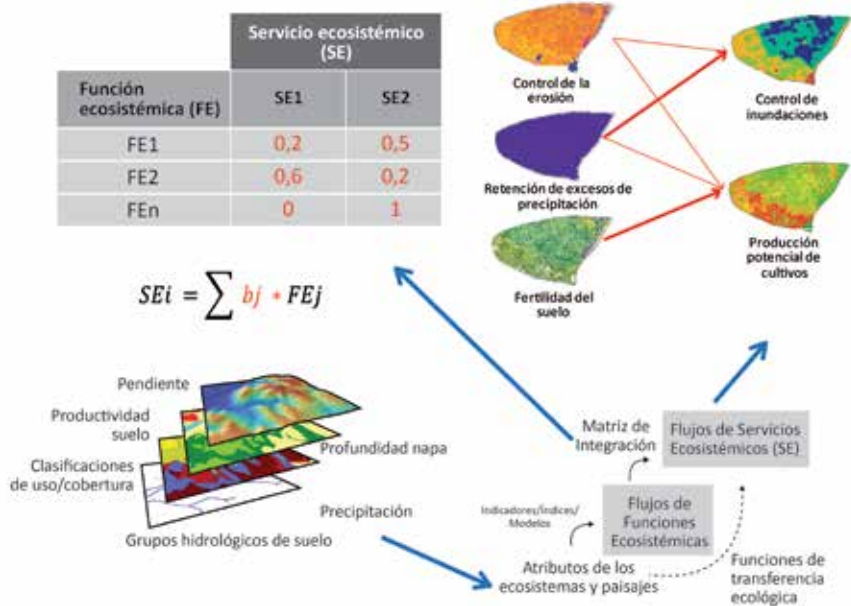 Servicio ecosistémico
(SE)
Función
ecosistémica (FE)
SE1
SE2
FE1
0,2
0,5
FE2
0,6
0,2
FEn
0
1
SEi = ∑ bj * FEj
Control de la
erosión
Retención de excesos de
precipitación
Fertilidad del
suelo
Control de
inundaciones
Producción
potencial de
cultivos
Pendiente
Productividad
suelo
Profundidad napa
Clasificaciones
de uso/cobertura
Precipitación
Grupos hidrológicos de suelo
Matriz de
Integración
Flujos de Servicios
Ecosistémicos (SE)
Indicadores/Índices/
Modelos
Flujos de
Funciones
Ecosistémicas
Atributos de los
ecosistemas y paisajes
Funciones de
transferencia
ecológica